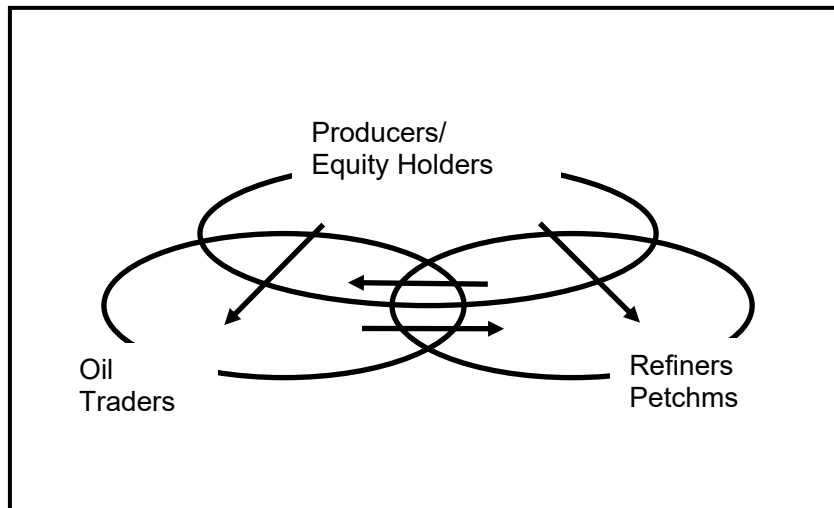 Producers/
Equity Holders
Oil
Traders
Refiners
Petchms